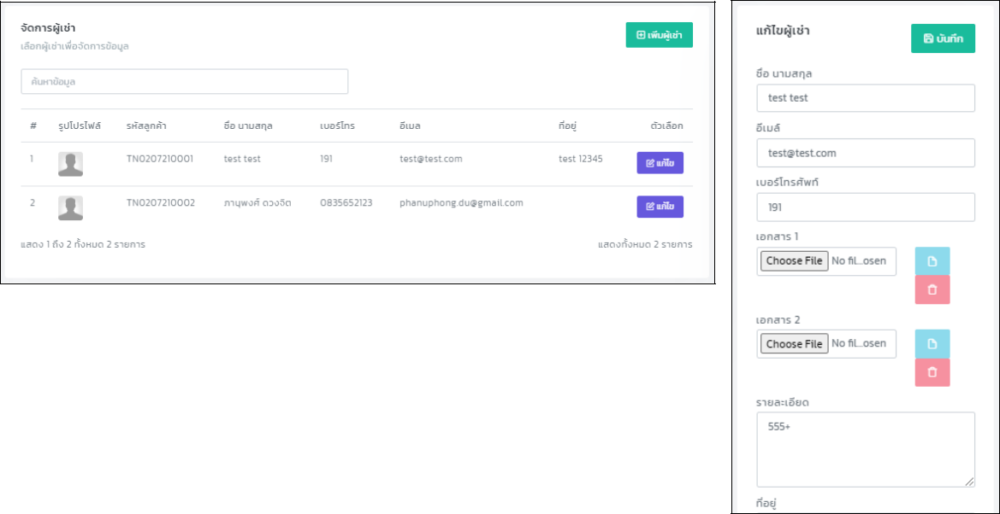 จัดการผู้เช่า
เลือกผู้เช่าเพื่อจัดการข้อมูล
เพิ่มผู้เช่า
ค้นหาข้อมูล
# รูปโปรไฟล์ รหัสลูกค้า ชื่อ นามสกุล เบอร์โทร อีเมล ที่อยู่ ตัวเลือก
1 TN0207210001 test test 191 test@test.com test 12345 แก้ไข
2 TN0207210002 ภานุพงศ์ ดวงจิต 0835652123 phanuphong.du@gmail.com แก้ไข
แสดง 1 ถึง 2 ทั้งหมด 2 รายการ แสดงทั้งหมด 2 รายการ
แก้ไขผู้เช่า
บันทึก
ชื่อ นามสกุล
test test
อีเมล์
test@test.com
เบอร์โทรศัพท์
191
เอกสาร 1
Choose File No fil...osen
เอกสาร 2
Choose File No fil...osen
รายละเอียด
555+
ที่อยู่